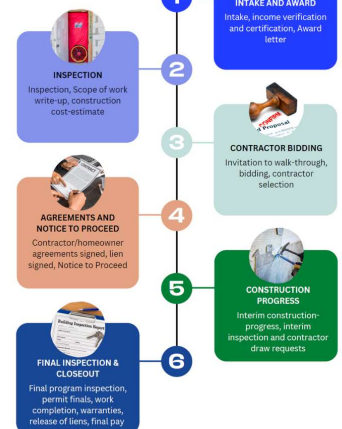 1
INTAKE AND AWARD
Intake, income verification
and certification, Award
letter
2
INSPECTION
Inspection, Scope of work
write-up, construction
cost-estimate
3
Proposal
CONTRACTOR BIDDING
Invitation to walk-through,
bidding, contractor
selection
4
AGREEMENTS AND
NOTICE TO PROCEED
Contractor/homeowner
agreements signed, lien
signed, Notice to Proceed
5
CONSTRUCTION
PROGRESS
Interim construction-
progress, interim
inspection and contractor
draw requests
6
Building Inspection Report
FINAL INSPECTION &
CLOSEOUT
Final program inspection,
permit finals, work
completion, warranties,
release of liens, final pay